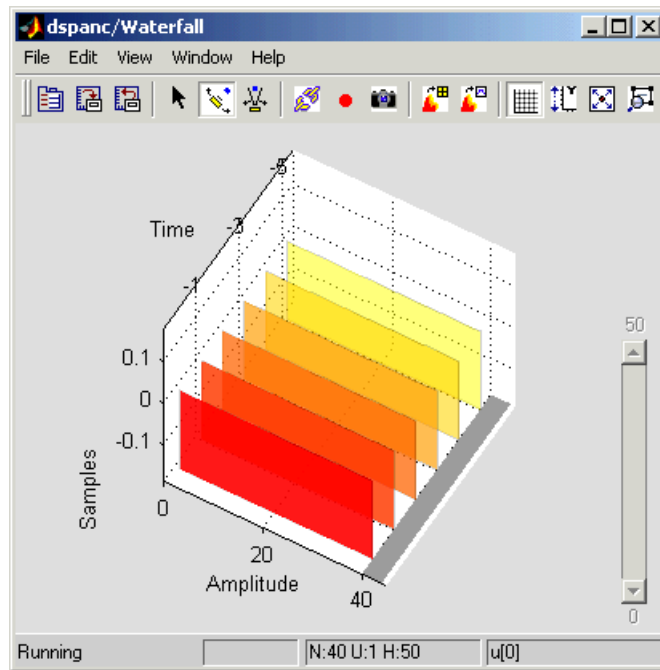 dspanc/Waterfall
File Edit View Window Help
-5
Time
-3
-1
50
0.1
0
-0.1
Samples
0
20
Amplitude
40
0
Running N:40 U:1 H:50 u[0]